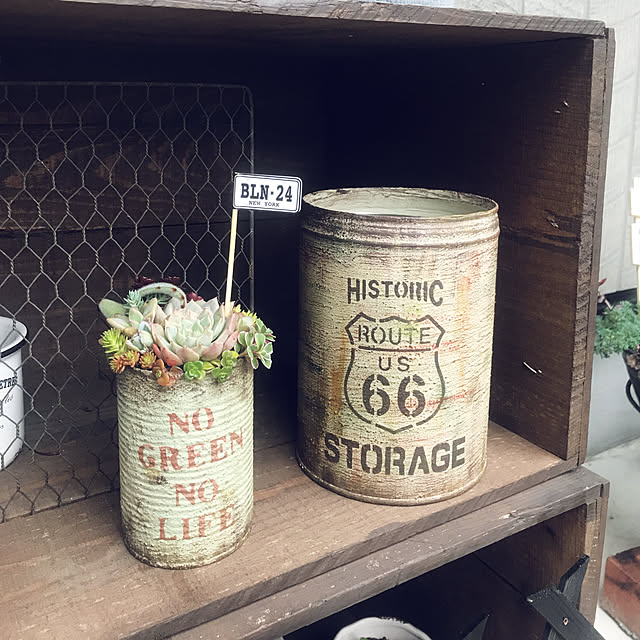 BLN·24
NEW YORK
HISTORIC
ROUTE
US
66
STORAGE
NO
GREEN
NO
LIFE